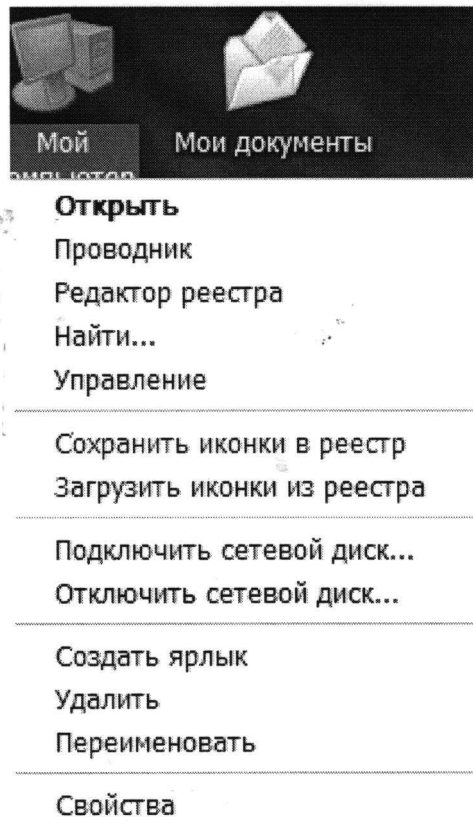 Мой
Мои документы
Открыть
Проводник
Редактор реестра
Найти...
Управление
Сохранить иконки в реестр
Загрузить иконки из реестра
Подключить сетевой диск...
Отключить сетевой диск...
Создать ярлык
Удалить
Переименовать
Свойства